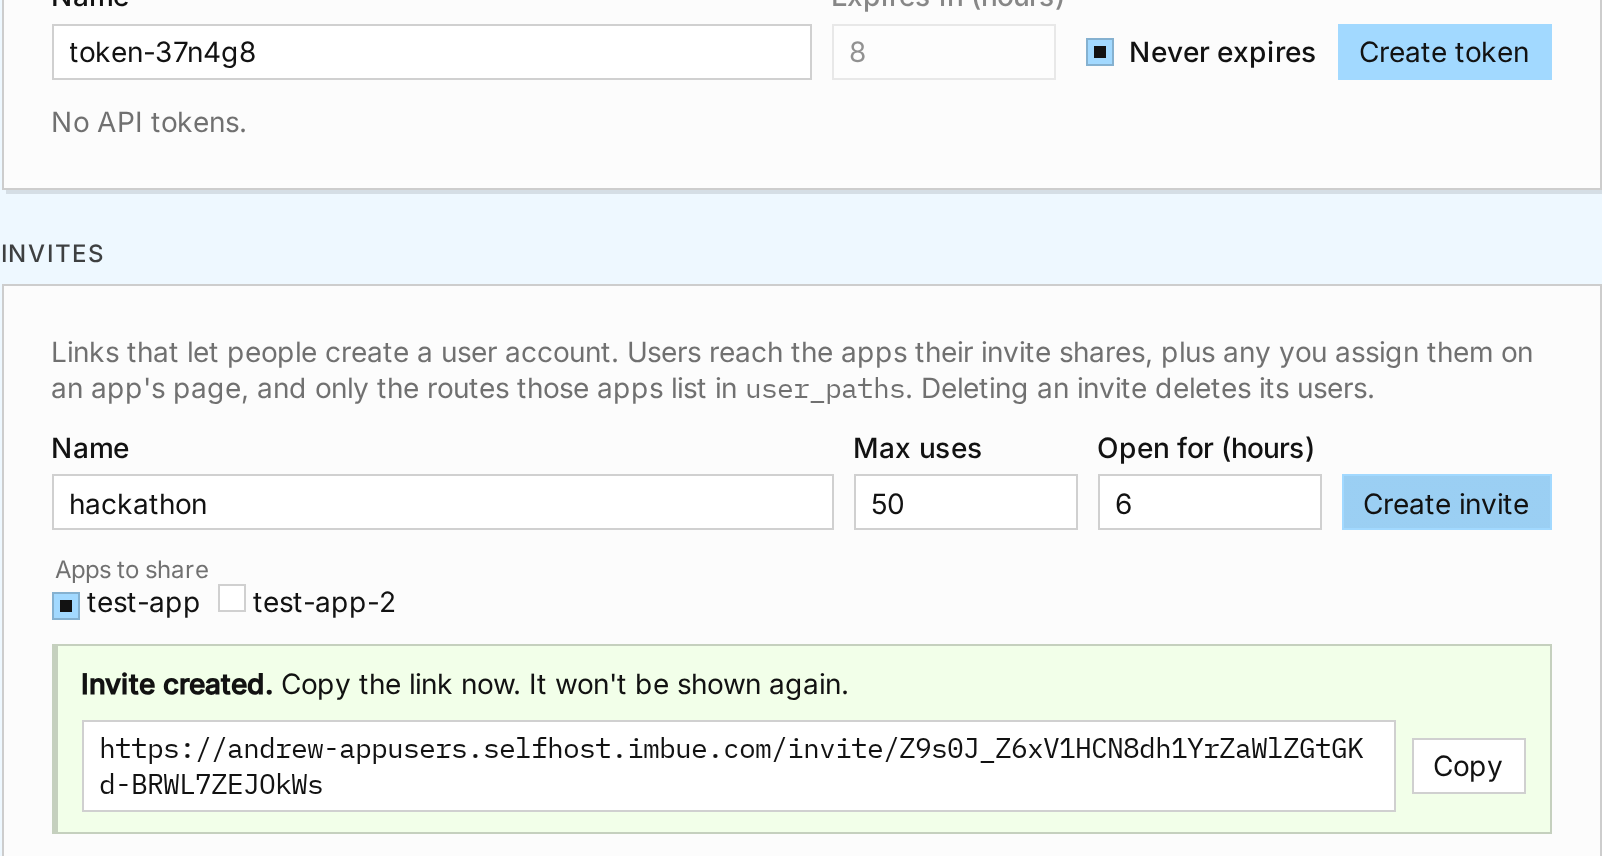 Name
Expires in (hours)
token-37n4g8
8
Never expires
Create token
No API tokens.
INVITES
Links that let people create a user account. Users reach the apps their invite shares, plus any you assign them on
an app's page, and only the routes those apps list in user_paths. Deleting an invite deletes its users.
Name
Max uses
Open for (hours)
hackathon
50
6
Create invite
Apps to share
test-app
test-app-2
Invite created. Copy the link now. It won't be shown again.
https://andrew-appusers.selfhost.imbue.com/invite/Z9s0J_Z6xV1HCN8dh1YrZaWlZGtGK
d-BRWL7ZEJOkWs
Copy